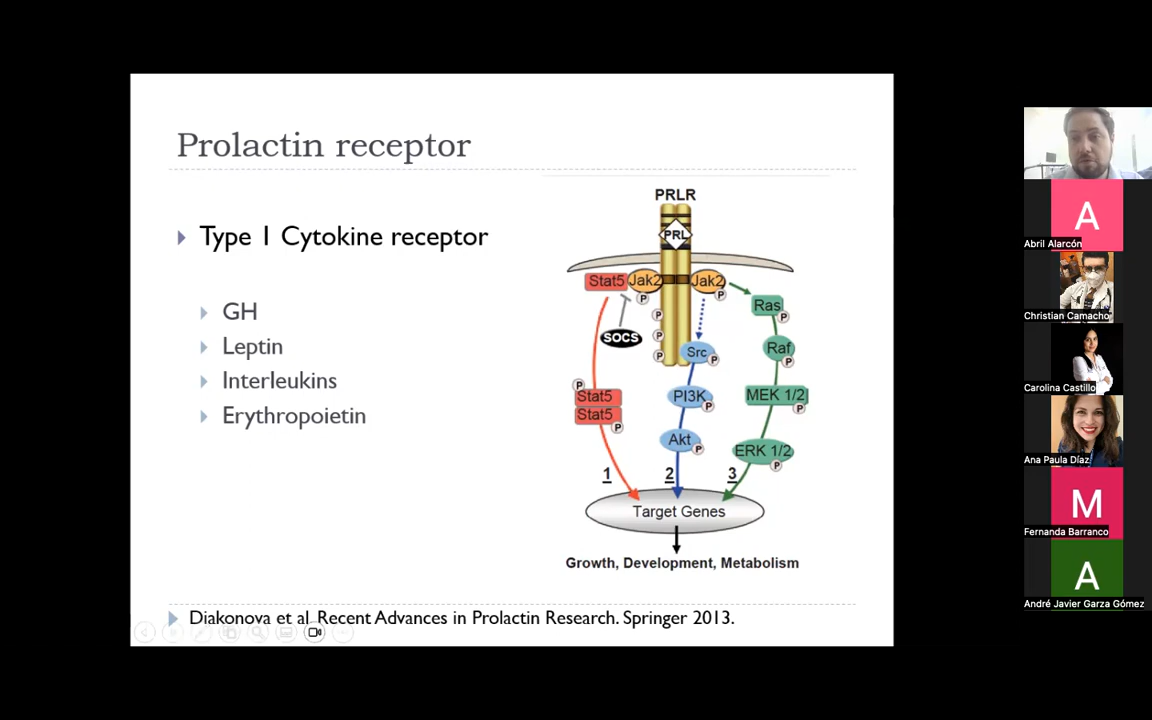 Prolactin receptor
Type 1 Cytokine receptor
GH
Leptin
Interleukins
Erythropoietin
PRLR
PRL
Stat5 Jak2 Jak2
P P
SOCS
P
P
P
Ras
P
Src
P
Raf
P
P
Stat5
Stat5
P
PI3K
P
MEK 1/2
P
Akt
P
ERK 1/2
P
1 2 3
Target Genes
Growth, Development, Metabolism
Diakonova et al. Recent Advances in Prolactin Research. Springer 2013.
A
Abril Alarcón
Christian Camacho
Carolina Castillo
Ana Paula Díaz
M
Fernanda Barranco
A
André Javier Garza Gómez